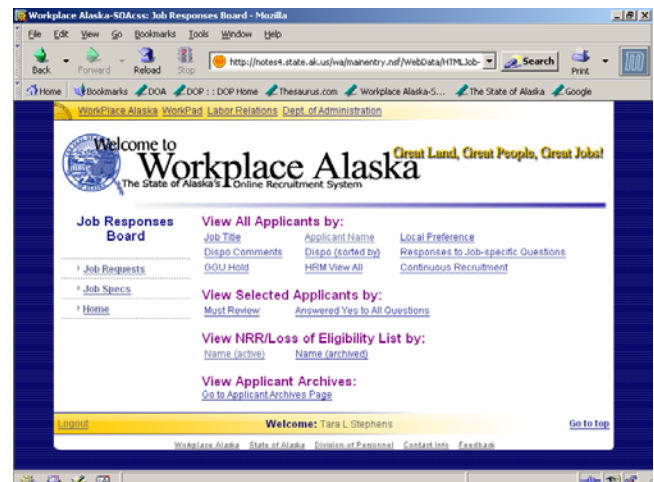 Workplace Alaska-SOAcss: Job Responses Board - Mozilla
File Edit View Go Bookmarks Tools Window Help
http://notes4.state.ak.us/wa/mainentry.nsf/WebData/HTMLJob- Search
Back Forward Reload Stop Print
Home Bookmarks DOA DOP : : DOP Home Thesaurus.com Workplace Alaska-S... The State of Alaska Google
WorkPlace Alaska WorkPad Labor Relations Dept. of Administration
Welcome to
Workplace Alaska
Great Land, Great People, Great Jobs!
The State of Alaska's Online Recruitment System
Job Responses Board
Job Requests
Job Specs
Home
View All Applicants by:
Job Title Applicant Name Local Preference
Dispo Comments Dispo (sorted by) Responses to Job-specific Questions
GGU Hold HRM View All Continuous Recruitment
View Selected Applicants by:
Must Review Answered Yes to All Questions
View NRR/Loss of Eligibility List by:
Name (active) Name (archived)
View Applicant Archives:
Go to Applicant Archives Page
Logout Welcome: Tara L Stephens Go to top
Workplace Alaska State of Alaska Division of Personnel Contact Info Feedback